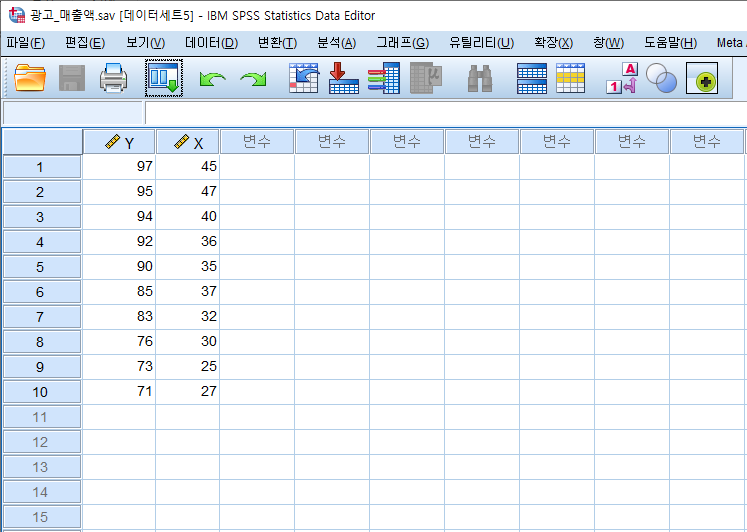 광고_매출액.sav [데이터세트5] - IBM SPSS Statistics Data Editor
파일(F) 편집(E) 보기(V) 데이터(D) 변환(T) 분석(A) 그래프(G) 유틸리티(U) 확장(X) 창(W) 도움말(H) Meta
A
1
Y X 변수 변수 변수 변수 변수 변수 변수
1 97 45
2 95 47
3 94 40
4 92 36
5 90 35
6 85 37
7 83 32
8 76 30
9 73 25
10 71 27
11
12
13
14
15